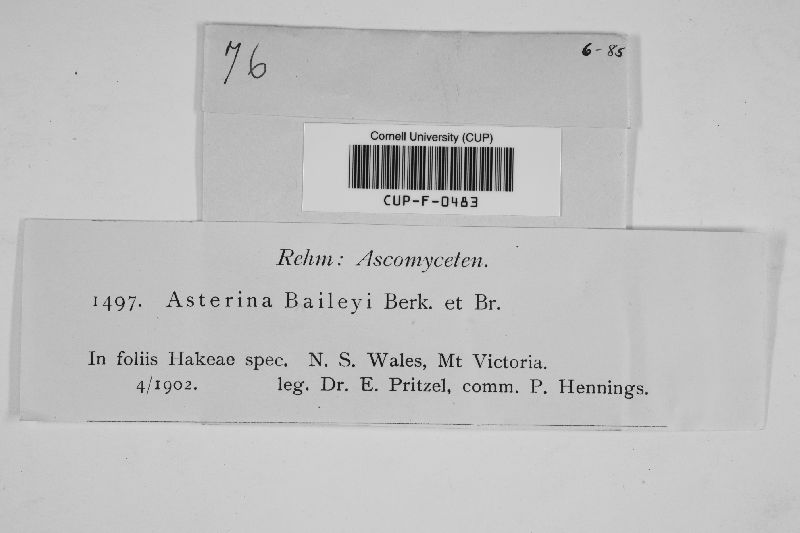 76
6-85
Cornell University (CUP)
CUP-F-0483
Rehm: Ascomyceten.
1497. Asterina Baileyi Berk. et Br.
In foliis Hakeae spec. N. S. Wales, Mt Victoria.
4/1902. leg. Dr. E. Pritzel, comm. P. Hennings.